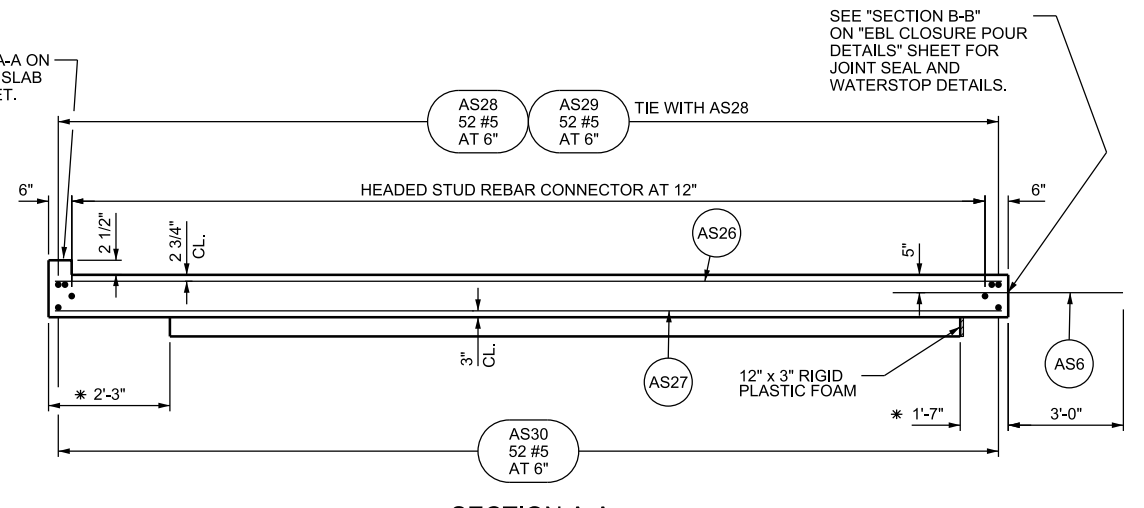 SEE "SECTION B-B"
ON "EBL CLOSURE POUR
DETAILS" SHEET FOR
JOINT SEAL AND
WATERSTOP DETAILS.
A-A ON
SLAB
ET.
AS28
52 #5
AT 6"
AS29
52 #5
AT 6"
TIE WITH AS28
6"
HEADED STUD REBAR CONNECTOR AT 12"
6"
2 1/2"
2 3/4"
CL.
AS26
5"
3"
CL.
AS27
12" x 3" RIGID
PLASTIC FOAM
AS6
* 2'-3"
* 1'-7"
3'-0"
AS30
52 #5
AT 6"